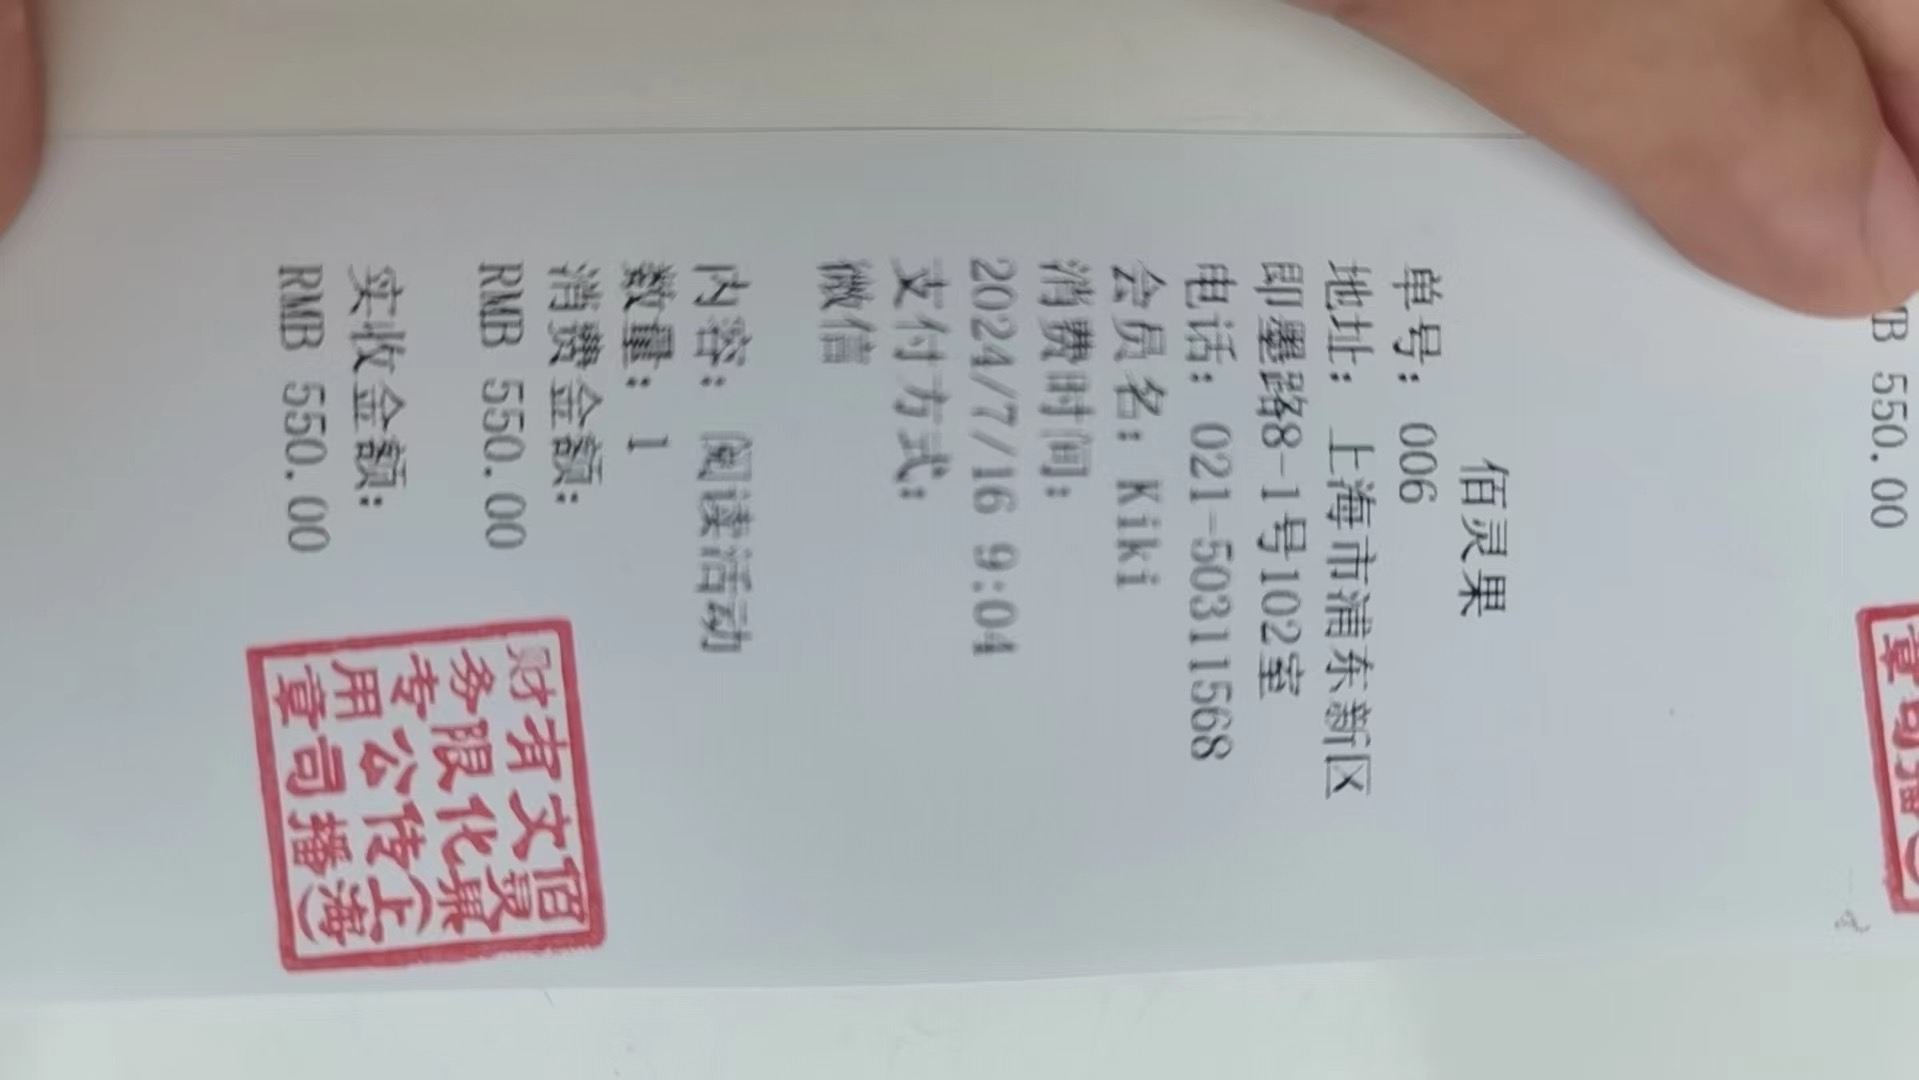 佰灵果
单号：006
地址：上海市浦东新区
即墨路8-1号102室
电话：021-50311568
会员名：Kiki
消费时间：
2024/7/16 9:04
支付方式：
微信
内容：阅读活动
数量：1
消费金额：
RMB 550.00
实收金额：
RMB 550.00
佰灵果(上海)
文化传播
有限公司
财务专用章
B 550.00